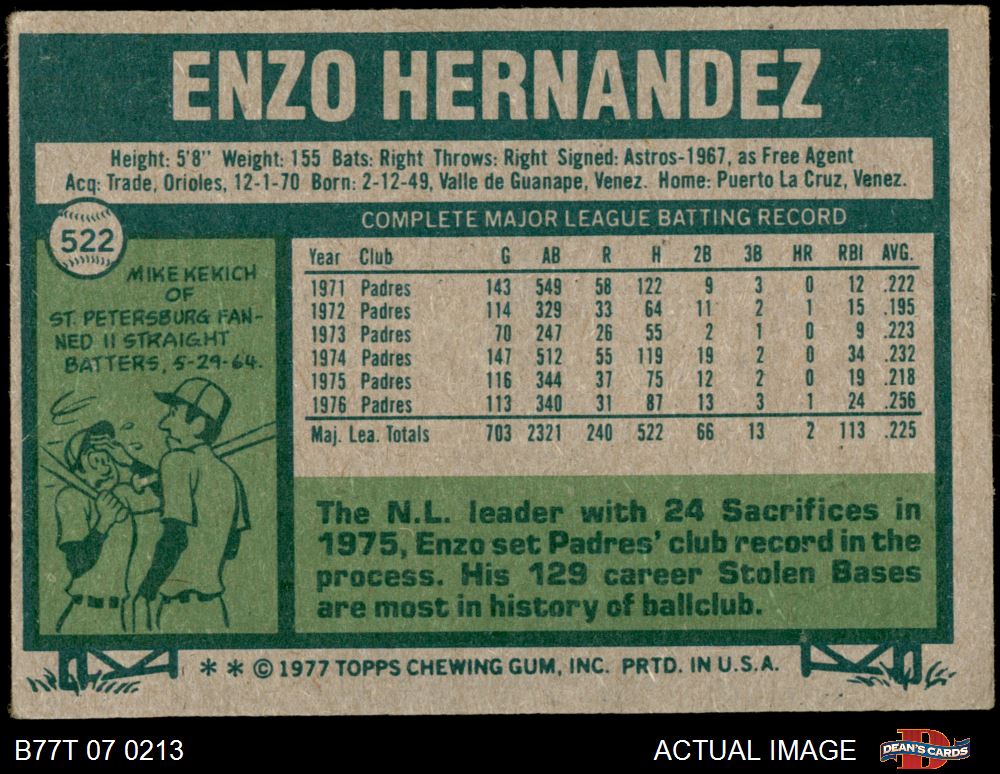 ENZO HERNANDEZ
Height: 5'8" Weight: 155 Bats: Right Throws: Right Signed: Astros-1967, as Free Agent
Acq: Trade, Orioles, 12-1-70 Born: 2-12-49, Valle de Guanape, Venez. Home: Puerto La Cruz, Venez.
522
MIKE KEKICH
OF
ST. PETERSBURG FAN-
NED 11 STRAIGHT
BATTERS, 5-29-64.
COMPLETE MAJOR LEAGUE BATTING RECORD
Year Club G AB R H 2B 3B HR RBI AVG.
1971 Padres 143 549 58 122 9 3 0 12 .222
1972 Padres 114 329 33 64 11 2 1 15 .195
1973 Padres 70 247 26 55 2 1 0 9 .223
1974 Padres 147 512 55 119 19 2 0 34 .232
1975 Padres 116 344 37 75 12 2 0 19 .218
1976 Padres 113 340 31 87 13 3 1 24 .256
Maj. Lea. Totals 703 2321 240 522 66 13 2 113 .225
The N.L. leader with 24 Sacrifices in
1975, Enzo set Padres' club record in the
process. His 129 career Stolen Bases
are most in history of ballclub.
* * © 1977 TOPPS CHEWING GUM, INC. PRTD. IN U.S.A.
B77T 07 0213
ACTUAL IMAGE
DEAN'S CARDS